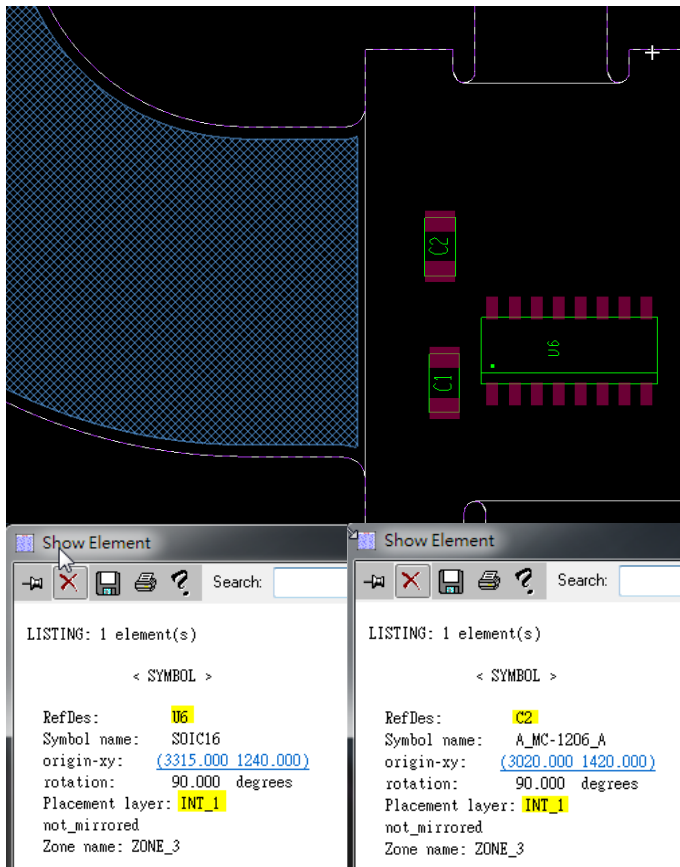 C2
U6
C1
Show Element
Search:
LISTING: 1 element(s)
< SYMBOL >
RefDes: U6
Symbol name: SOIC16
origin-xy: (3315.000 1240.000)
rotation: 90.000 degrees
Placement layer: INT_1
not_mirrored
Zone name: ZONE_3
Show Element
Search:
LISTING: 1 element(s)
< SYMBOL >
RefDes: C2
Symbol name: A_MC-1206_A
origin-xy: (3020.000 1420.000)
rotation: 90.000 degrees
Placement layer: INT_1
not_mirrored
Zone name: ZONE_3